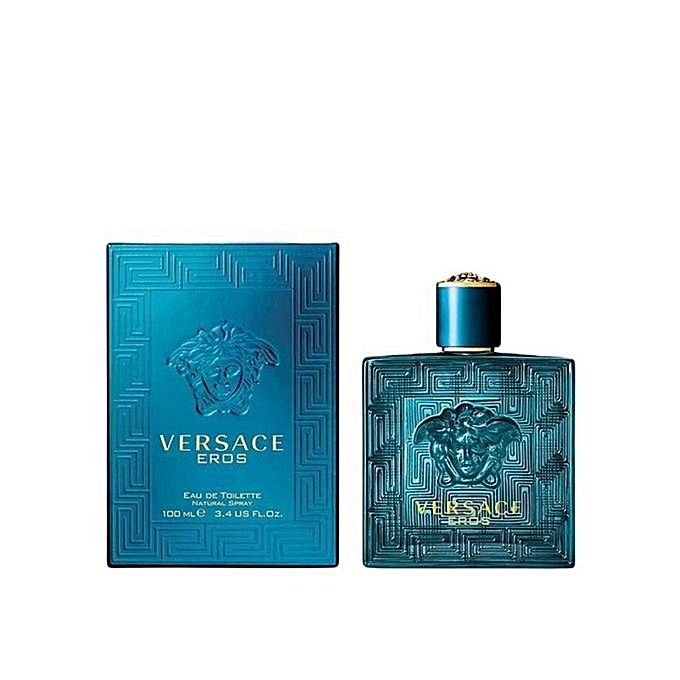 VERSACE
EROS
EAU DE TOILETTE
NATURAL SPRAY
100 ML℮ 3.4 US FL.OZ.
VERSACE
EROS